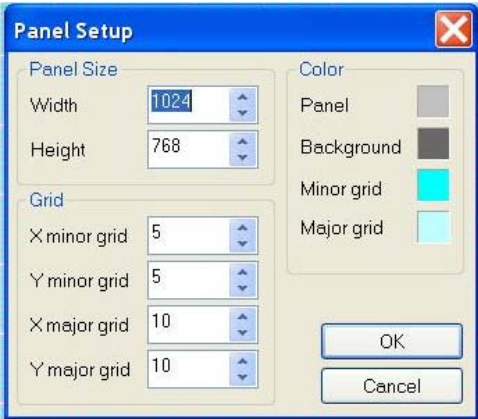 Panel Setup
Panel Size
Width 1024
Height 768
Grid
X minor grid 5
Y minor grid 5
X major grid 10
Y major grid 10
Color
Panel
Background
Minor grid
Major grid
OK
Cancel